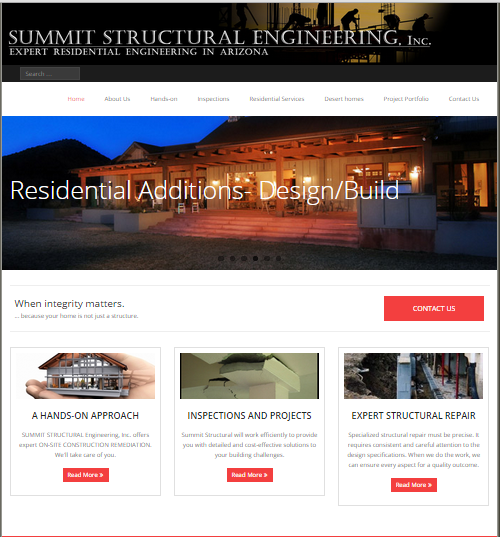 SUMMIT STRUCTURAL ENGINEERING, INC.
EXPERT RESIDENTIAL ENGINEERING IN ARIZONA
Search ...
Home About Us Hands-on Inspections Residential Services Desert homes Project Portfolio Contact Us
Residential Additions- Design/Build
When integrity matters.
... because your home is not just a structure.
CONTACT US
A HANDS-ON APPROACH
SUMMIT STRUCTURAL Engineering, Inc. offers
expert ON-SITE CONSTRUCTION REMEDIATION.
We'll take care of you.
Read More »
INSPECTIONS AND PROJECTS
Summit Structural will work efficiently to provide
you with detailed and cost-effective solutions to
your building challenges.
Read More »
EXPERT STRUCTURAL REPAIR
Specialized structural repair must be precise. It
requires consistent and careful attention to the
design specifications. When we do the work, we
can ensure every aspect for a quality outcome.
Read More »